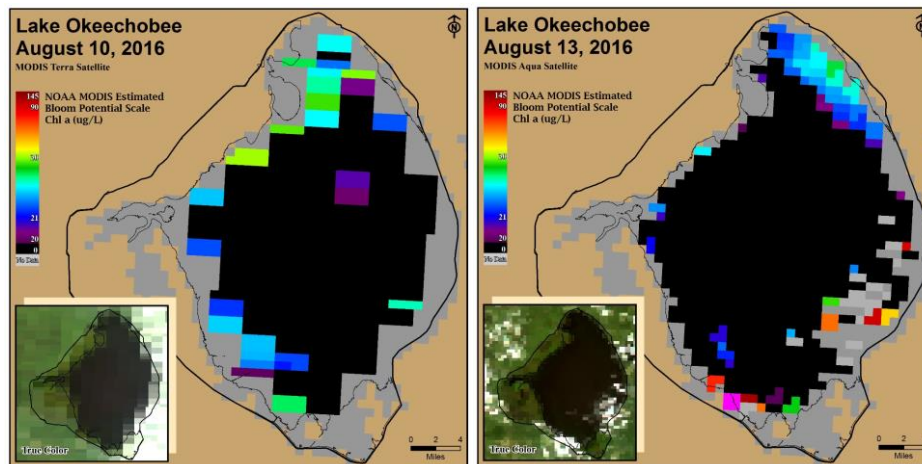 Lake Okeechobee
August 10, 2016
MODIS Terra Satellite
N
NOAA MODIS Estimated
Bloom Potential Scale
Chl a (ug/L)
145
90
21
20
0
No Data
True Color
0 2 4
Miles
Lake Okeechobee
August 13, 2016
MODIS Aqua Satellite
N
NOAA MODIS Estimated
Bloom Potential Scale
Chl a (ug/L)
145
90
21
20
0
No Data
True Color
0 2
Miles